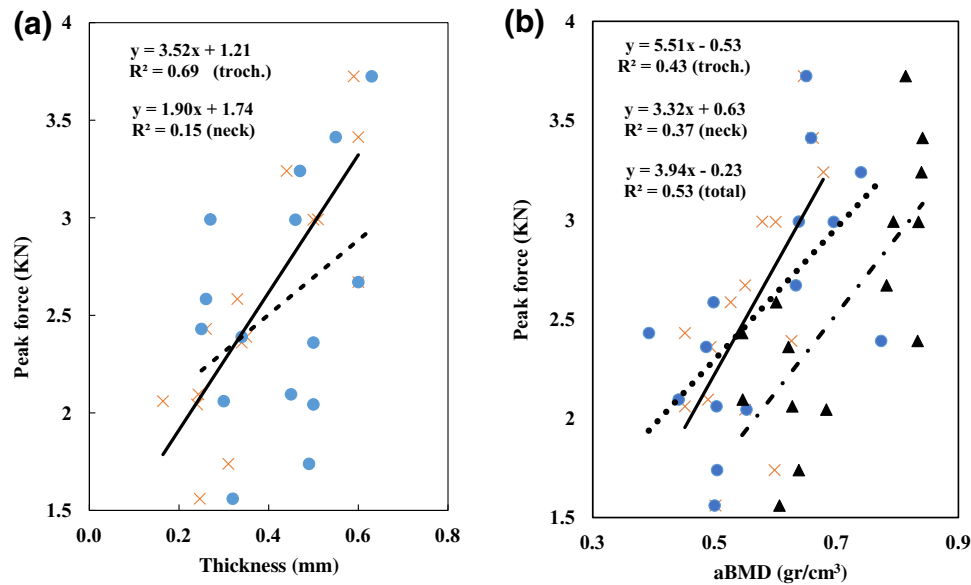 (a)
y = 3.52x + 1.21
R² = 0.69 (troch.)
y = 1.90x + 1.74
R² = 0.15 (neck)
Peak force (KN)
4
3.5
3
2.5
2
1.5
0.0 0.2 0.4 0.6 0.8
Thickness (mm)
(b)
y = 5.51x - 0.53
R² = 0.43 (troch.)
y = 3.32x + 0.63
R² = 0.37 (neck)
y = 3.94x - 0.23
R² = 0.53 (total)
Peak force (KN)
4
3.5
3
2.5
2
1.5
0.3 0.5 0.7 0.9
aBMD (gr/cm³)